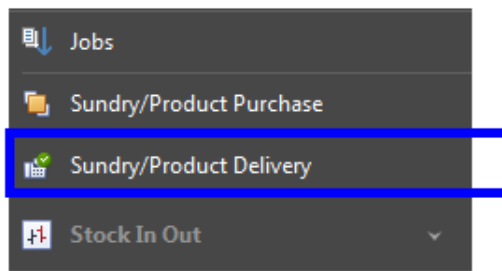 Jobs
Sundry/Product Purchase
Sundry/Product Delivery
Stock In Out